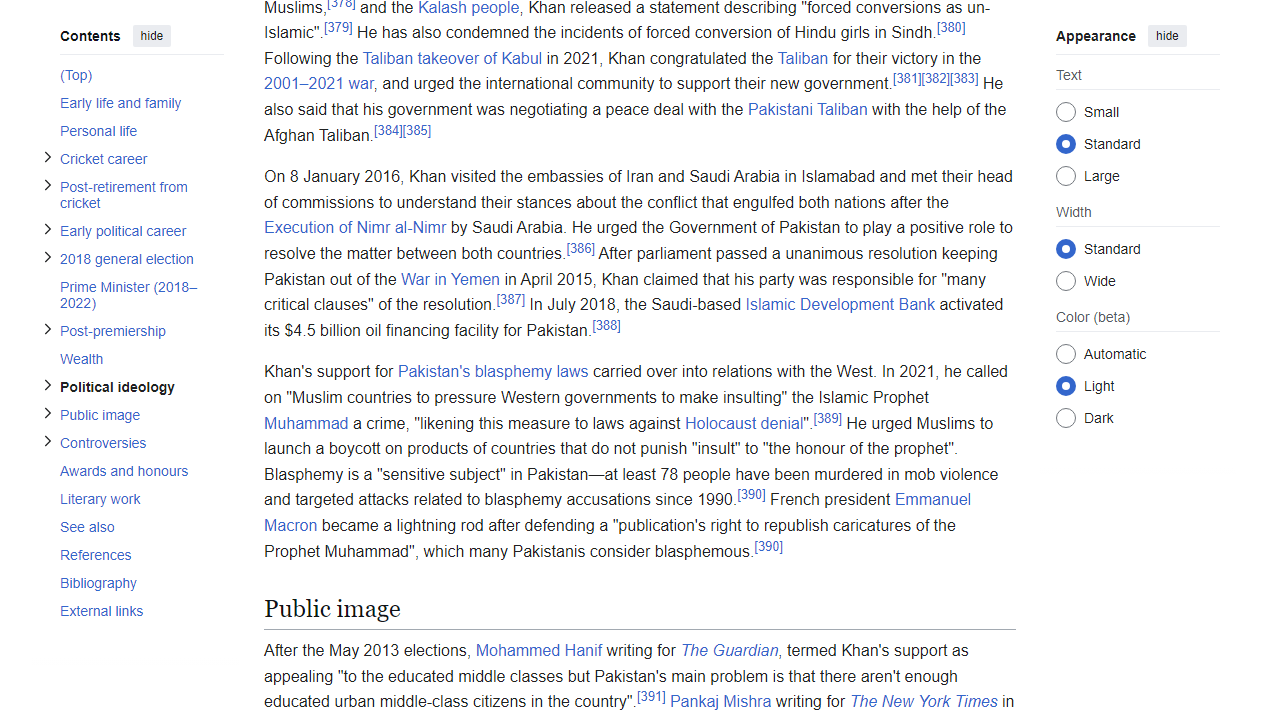 Contents hide
(Top)
Early life and family
Personal life
Cricket career
Post-retirement from
cricket
Early political career
2018 general election
Prime Minister (2018–
2022)
Post-premiership
Wealth
Political ideology
Public image
Controversies
Awards and honours
Literary work
See also
References
Bibliography
External links
Muslims,[378] and the Kalash people, Khan released a statement describing "forced conversions as un-
Islamic".[379] He has also condemned the incidents of forced conversion of Hindu girls in Sindh.[380]
Following the Taliban takeover of Kabul in 2021, Khan congratulated the Taliban for their victory in the
2001–2021 war, and urged the international community to support their new government.[381][382][383] He
also said that his government was negotiating a peace deal with the Pakistani Taliban with the help of the
Afghan Taliban.[384][385]
On 8 January 2016, Khan visited the embassies of Iran and Saudi Arabia in Islamabad and met their head
of commissions to understand their stances about the conflict that engulfed both nations after the
Execution of Nimr al-Nimr by Saudi Arabia. He urged the Government of Pakistan to play a positive role to
resolve the matter between both countries.[386] After parliament passed a unanimous resolution keeping
Pakistan out of the War in Yemen in April 2015, Khan claimed that his party was responsible for "many
critical clauses" of the resolution.[387] In July 2018, the Saudi-based Islamic Development Bank activated
its $4.5 billion oil financing facility for Pakistan.[388]
Khan's support for Pakistan's blasphemy laws carried over into relations with the West. In 2021, he called
on "Muslim countries to pressure Western governments to make insulting" the Islamic Prophet
Muhammad a crime, "likening this measure to laws against Holocaust denial".[389] He urged Muslims to
launch a boycott on products of countries that do not punish "insult" to "the honour of the prophet".
Blasphemy is a "sensitive subject" in Pakistan—at least 78 people have been murdered in mob violence
and targeted attacks related to blasphemy accusations since 1990.[390] French president Emmanuel
Macron became a lightning rod after defending a "publication's right to republish caricatures of the
Prophet Muhammad", which many Pakistanis consider blasphemous.[390]
Public image
After the May 2013 elections, Mohammed Hanif writing for The Guardian, termed Khan's support as
appealing "to the educated middle classes but Pakistan's main problem is that there aren't enough
educated urban middle-class citizens in the country".[391] Pankaj Mishra writing for The New York Times in
Appearance hide
Text
Small
Standard
Large
Width
Standard
Wide
Color (beta)
Automatic
Light
Dark